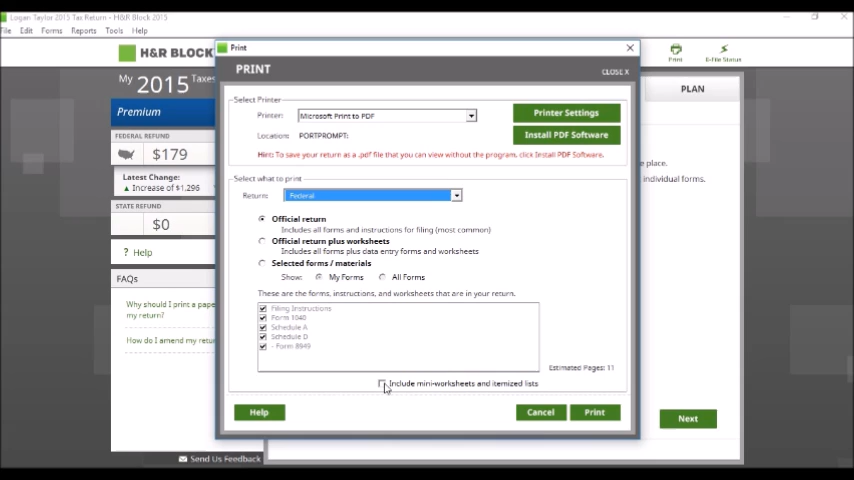 Logan Taylor 2015 Tax Return - H&R Block 2015
File Edit Forms Reports Tools Help
H&R BLOCK
Print
E-File Status
My 2015 Taxes
Premium
FEDERAL REFUND
$179
Latest Change:
▲ Increase of $1,296
STATE REFUND
$0
? Help
FAQs
Why should I print a pape
my return?
How do I amend my retur
Send Us Feedback
PLAN
e place.
individual forms.
Next
Print
PRINT
CLOSE X
Select Printer
Printer: Microsoft Print to PDF
Printer Settings
Location: PORTPROMPT:
Install PDF Software
Hint: To save your return as a .pdf file that you can view without the program, click Install PDF Software.
Select what to print
Return: Federal
Official return
Includes all forms and instructions for filing (most common)
Official return plus worksheets
Includes all forms plus data entry forms and worksheets
Selected forms / materials
Show: My Forms All Forms
These are the forms, instructions, and worksheets that are in your return.
Filing Instructions
Form 1040
Schedule A
Schedule D
- Form 8949
Estimated Pages: 11
Include mini-worksheets and itemized lists
Help
Cancel
Print